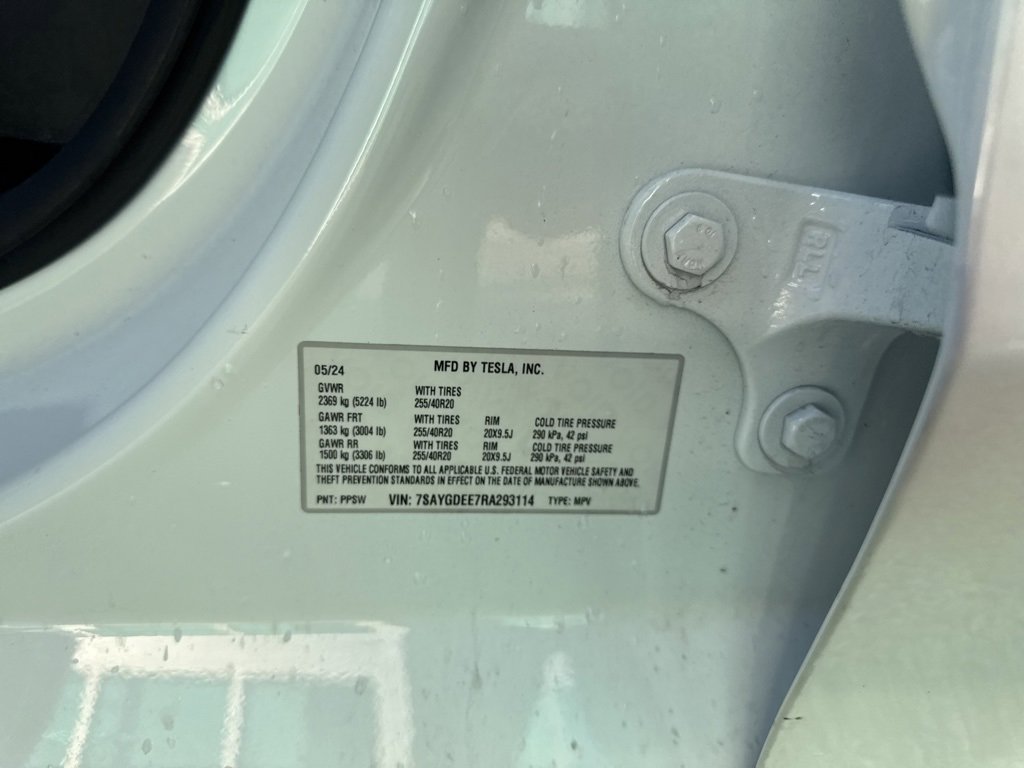 05/24 MFD BY TESLA, INC.
GVWR WITH TIRES
2369 kg (5224 lb) 255/40R20
GAWR FRT WITH TIRES RIM COLD TIRE PRESSURE
1363 kg (3004 lb) 255/40R20 20X9.5J 290 kPa, 42 psi
GAWR RR WITH TIRES RIM COLD TIRE PRESSURE
1500 kg (3306 lb) 255/40R20 20X9.5J 290 kPa, 42 psi
THIS VEHICLE CONFORMS TO ALL APPLICABLE U.S. FEDERAL MOTOR VEHICLE SAFETY AND
THEFT PREVENTION STANDARDS IN EFFECT ON THE DATE OF MANUFACTURE SHOWN ABOVE.
PNT: PPSW VIN: 7SAYGDEE7RA293114 TYPE: MPV